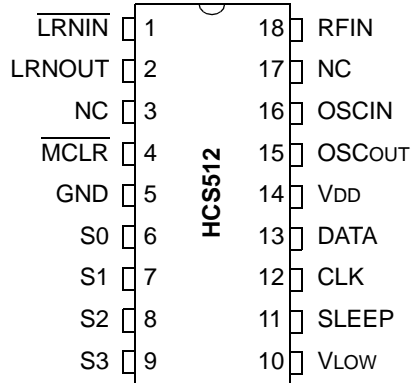 LRNIN 1 18 RFIN
LRNOUT 2 17 NC
NC 3 16 OSCIN
MCLR 4 15 OSCOUT
GND 5 14 VDD
S0 6 13 DATA
S1 7 12 CLK
S2 8 11 SLEEP
S3 9 10 VLOW
HCS512